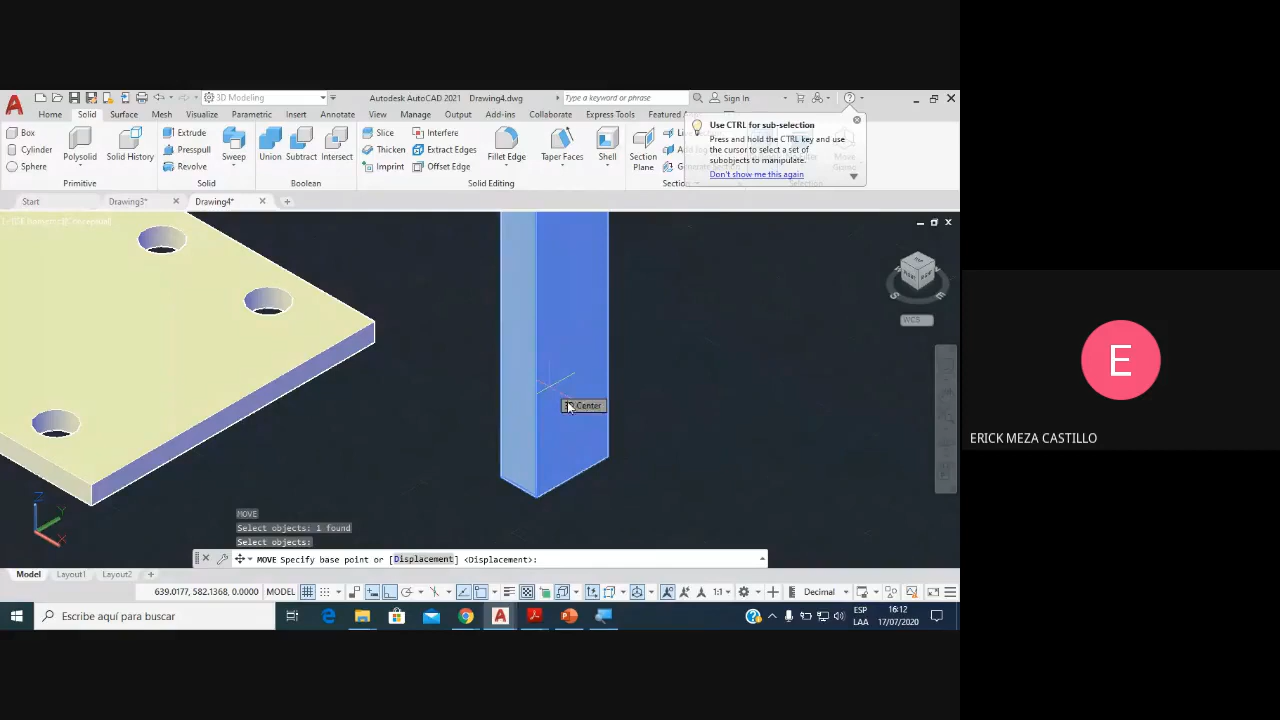 3D Modeling
Autodesk AutoCAD 2021 Drawing4.dwg
Type a keyword or phrase
Sign In
Home Solid Surface Mesh Visualize Parametric Insert Annotate View Manage Output Add-ins Collaborate Express Tools Featured
Box
Cylinder
Sphere
Primitive
Polysolid
Solid History
Extrude
Presspull
Revolve
Solid
Sweep
Union
Subtract
Intersect
Boolean
Slice
Thicken
Imprint
Interfere
Extract Edges
Offset Edge
Fillet Edge
Taper Faces
Shell
Solid Editing
Section
Plane
Use CTRL for sub-selection
Press and hold the CTRL key and use
the cursor to select a set of
subobjects to manipulate.
Don't show me this again
Start
Drawing3*
Drawing4*
TOP
S
E
WCS
Center
Z
Y
X
MOVE
Select objects: 1 found
Select objects:
MOVE Specify base point or [Displacement] <Displacement>:
Model Layout1 Layout2
639.0177, 582.1368, 0.0000
MODEL
1:1
Decimal
Escribe aquí para buscar
ESP
LAA
16:12
17/07/2020
E
ERICK MEZA CASTILLO